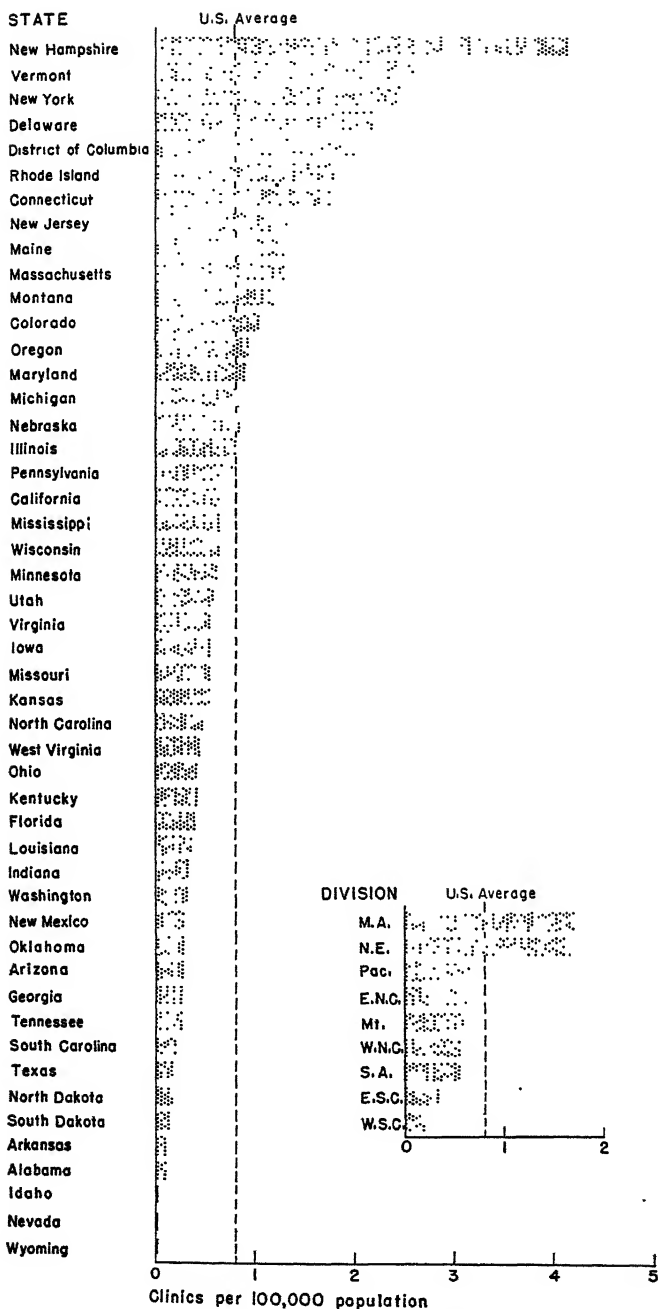 STATE
U.S. Average
New Hampshire
Vermont
New York
Delaware
District of Columbia
Rhode Island
Connecticut
New Jersey
Maine
Massachusetts
Montana
Colorado
Oregon
Maryland
Michigan
Nebraska
Illinois
Pennsylvania
California
Mississippi
Wisconsin
Minnesota
Utah
Virginia
Iowa
Missouri
Kansas
North Carolina
West Virginia
Ohio
Kentucky
Florida
Louisiana
Indiana
Washington
New Mexico
Oklahoma
Arizona
Georgia
Tennessee
South Carolina
Texas
North Dakota
South Dakota
Arkansas
Alabama
Idaho
Nevada
Wyoming
0 1 2 3 4 5
Clinics per 100,000 population
DIVISION U.S. Average
M.A.
N.E.
Pac.
E.N.C.
Mt.
W.N.C.
S.A.
E.S.C.
W.S.C.
0 1 2